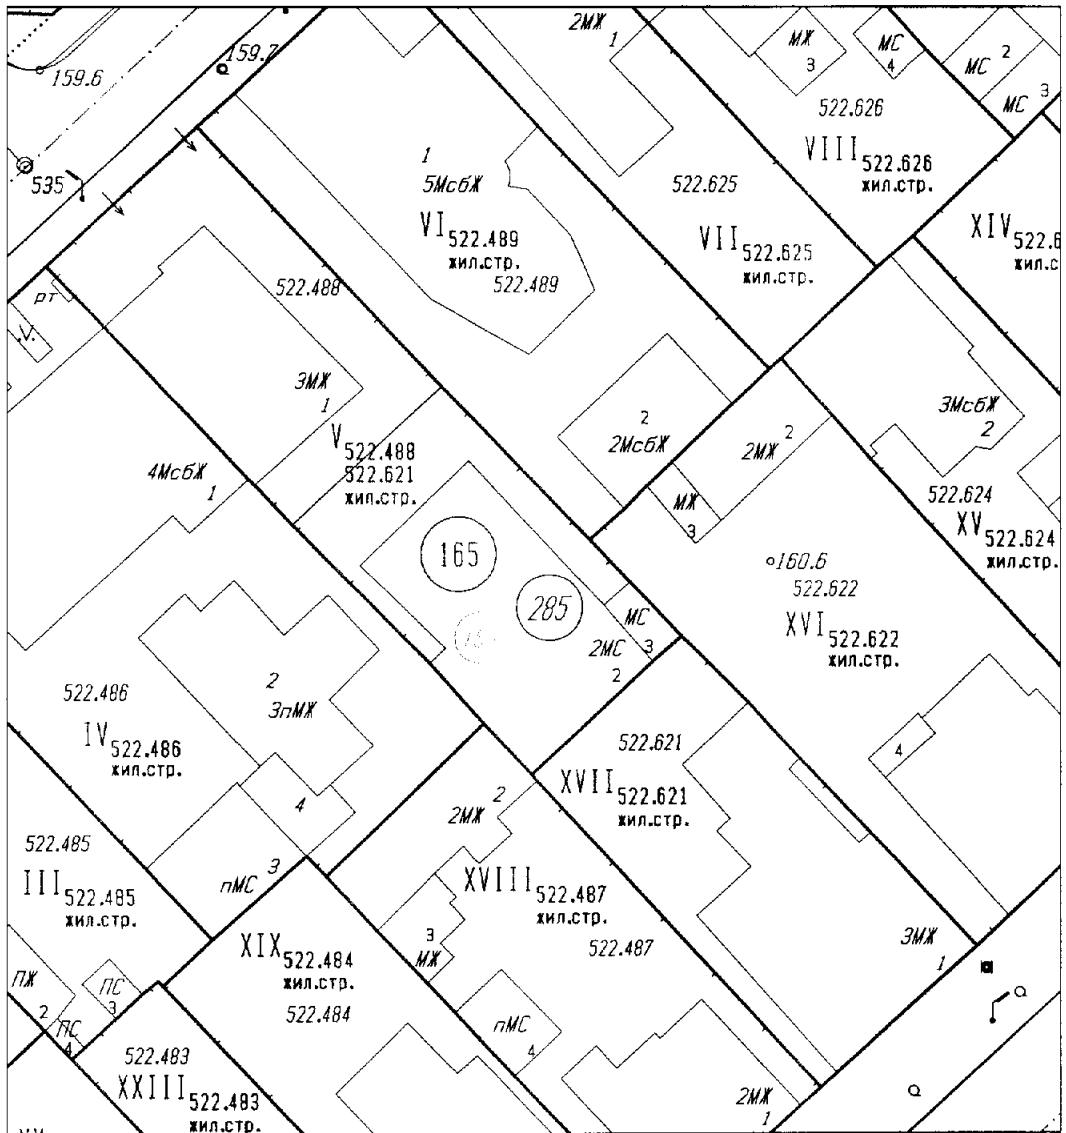 159.6
159.7
535
рт
.V.
2МЖ
1
МЖ
3
МС
4
МС 2
МС 3
522.626
VIII 522.626
жил.стр.
1
5МсбЖ
VI 522.489
жил.стр.
522.489
522.625
VII 522.625
жил.стр.
XIV 522.6
жил.с
522.488
3МЖ
1
V 522.488
522.621
жил.стр.
2
2МсбЖ
2МЖ 2
МЖ
3
3МсбЖ
2
522.624
XV 522.624
жил.стр.
4МсбЖ
1
165
285
МС
3
2МС
2
160.6
522.622
XVI 522.622
жил.стр.
522.486
IV 522.486
жил.стр.
2
3пМЖ
4
522.621
XVII 522.621
жил.стр.
4
2МЖ 2
522.485
III 522.485
жил.стр.
пМС 3
XVIII 522.487
жил.стр.
522.487
3
МЖ
3МЖ
1
XIX 522.484
жил.стр.
522.484
ПЖ
2
ПС
3
ПС
4
пМС
4
522.483
XXIII 522.483
жил.стр.
2МЖ
1